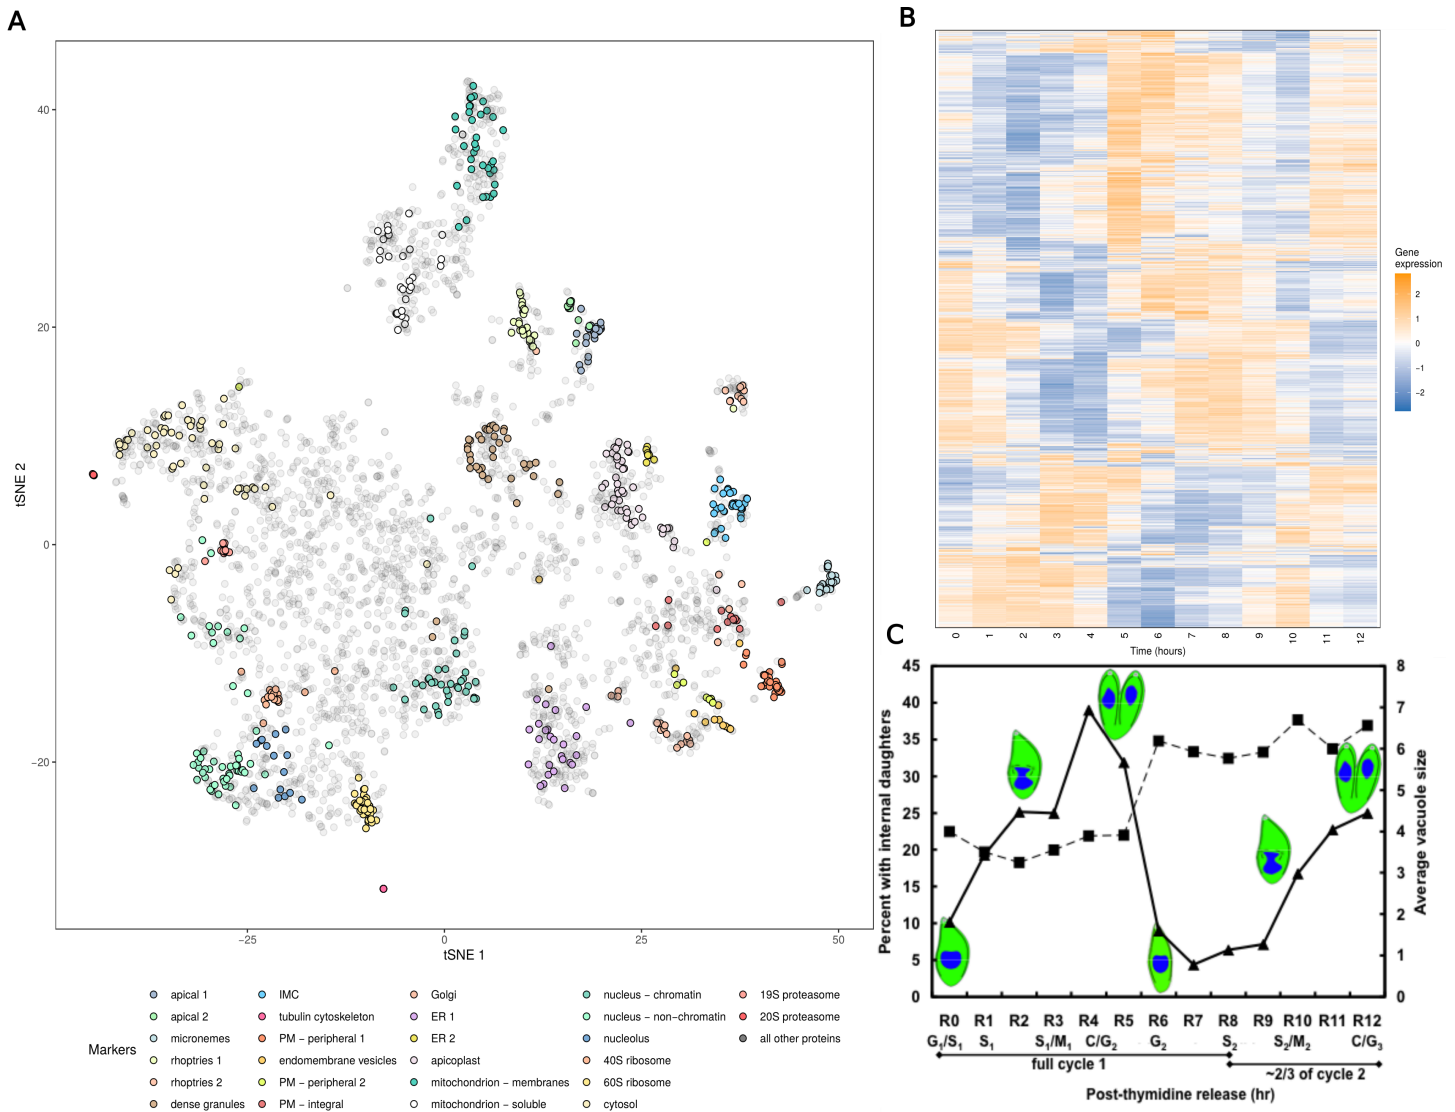 A
tSNE 2
40
20
0
−20
−25
0
25
50
tSNE 1
Markers
apical 1
apical 2
micronemes
rhoptries 1
rhoptries 2
dense granules
IMC
tubulin cytoskeleton
PM − peripheral 1
endomembrane vesicles
PM − peripheral 2
PM − integral
Golgi
ER 1
ER 2
apicoplast
mitochondrion − membranes
mitochondrion − soluble
nucleus − chromatin
nucleus − non−chromatin
nucleolus
40S ribosome
60S ribosome
cytosol
19S proteasome
20S proteasome
all other proteins
B
0 1 2 3 4 5 6 7 8 9 10 11 12
Time (hours)
Gene
expression
2
1
0
−1
−2
C
Percent with internal daughters
45
40
35
30
25
20
15
10
5
0
8
7
6
5
4
3
2
1
0
Average vacuole size
R0 R1 R2 R3 R4 R5 R6 R7 R8 R9 R10 R11 R12
G1/S1 S1 S1/M1 C/G2 G2 S2 S2/M2 C/G3
full cycle 1
~2/3 of cycle 2
Post-thymidine release (hr)